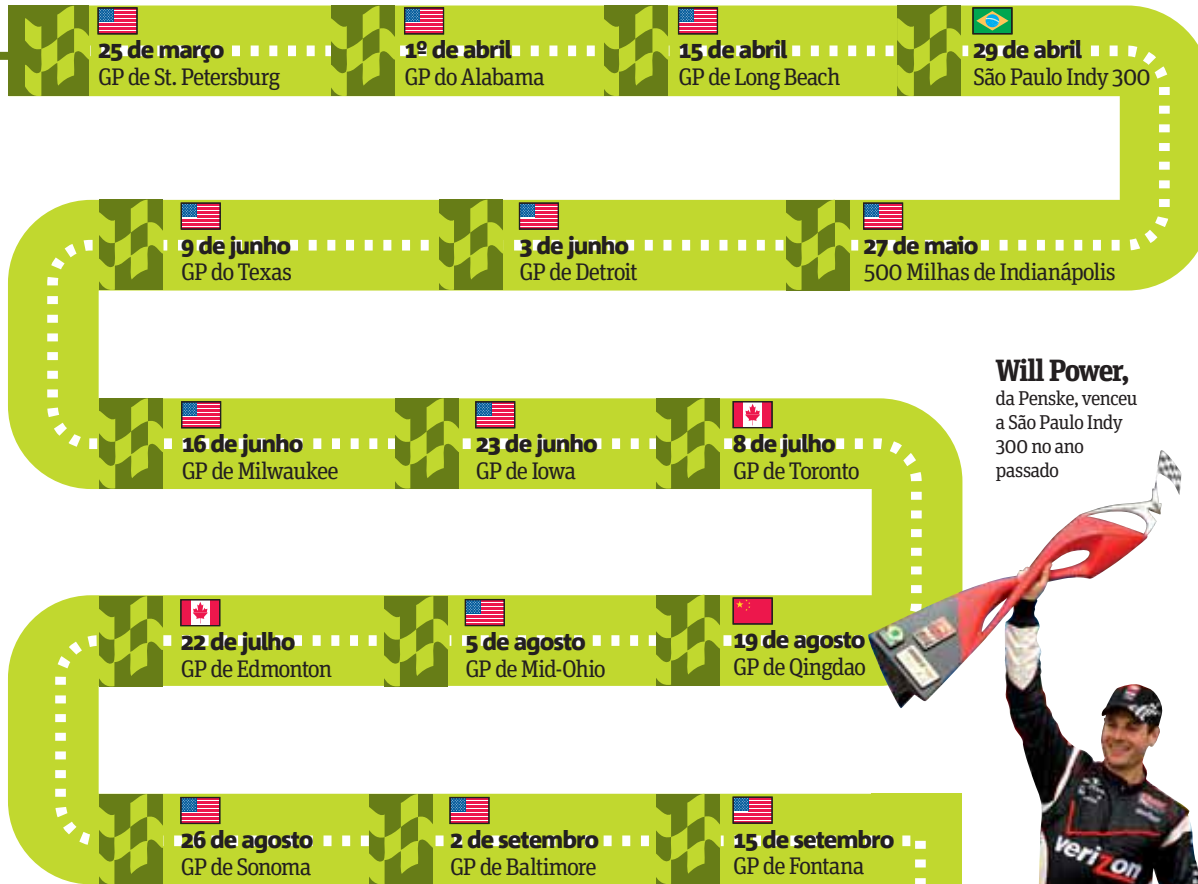 25 de março
GP de St. Petersburg
1º de abril
GP do Alabama
15 de abril
GP de Long Beach
29 de abril
São Paulo Indy 300
9 de junho
GP do Texas
3 de junho
GP de Detroit
27 de maio
500 Milhas de Indianápolis
Will Power,
da Penske, venceu
a São Paulo Indy
300 no ano
passado
16 de junho
GP de Milwaukee
23 de junho
GP de Iowa
8 de julho
GP de Toronto
22 de julho
GP de Edmonton
5 de agosto
GP de Mid-Ohio
19 de agosto
GP de Qingdao
26 de agosto
GP de Sonoma
2 de setembro
GP de Baltimore
15 de setembro
GP de Fontana
verizon